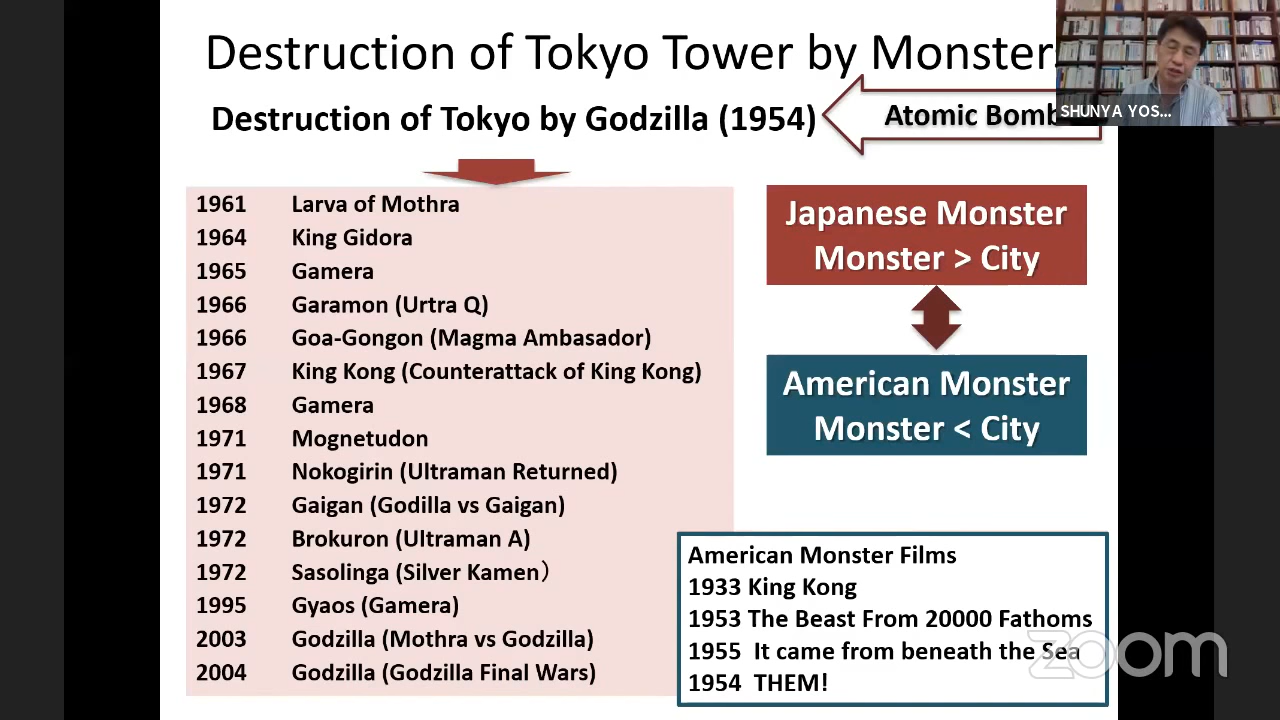 Destruction of Tokyo Tower by Monster
Destruction of Tokyo by Godzilla (1954)
Atomic Bomb
SHUNYA YOS...
1961 Larva of Mothra
1964 King Gidora
1965 Gamera
1966 Garamon (Urtra Q)
1966 Goa-Gongon (Magma Ambasador)
1967 King Kong (Counterattack of King Kong)
1968 Gamera
1971 Mognetudon
1971 Nokogirin (Ultraman Returned)
1972 Gaigan (Godilla vs Gaigan)
1972 Brokuron (Ultraman A)
1972 Sasolinga (Silver Kamen）
1995 Gyaos (Gamera)
2003 Godzilla (Mothra vs Godzilla)
2004 Godzilla (Godzilla Final Wars)
Japanese Monster
Monster > City
American Monster
Monster < City
American Monster Films
1933 King Kong
1953 The Beast From 20000 Fathoms
1955 It came from beneath the Sea
1954 THEM!
zoom